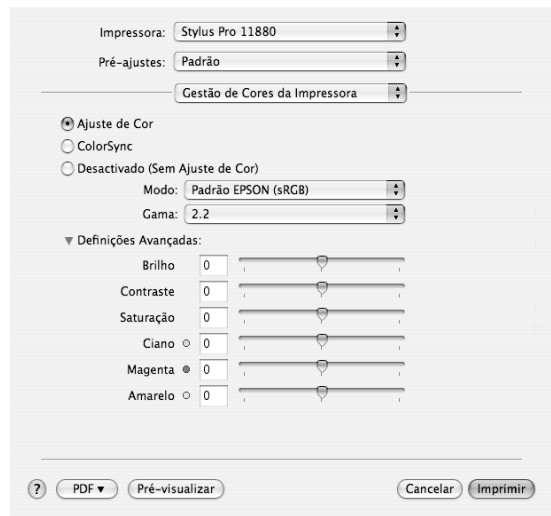 Impressora: Stylus Pro 11880
Pré-ajustes: Padrão
Gestão de Cores da Impressora
Ajuste de Cor
ColorSync
Desactivado (Sem Ajuste de Cor)
Modo: Padrão EPSON (sRGB)
Gama: 2.2
Definições Avançadas:
Brilho 0
Contraste 0
Saturação 0
Ciano 0
Magenta 0
Amarelo 0
? PDF Pré-visualizar Cancelar Imprimir